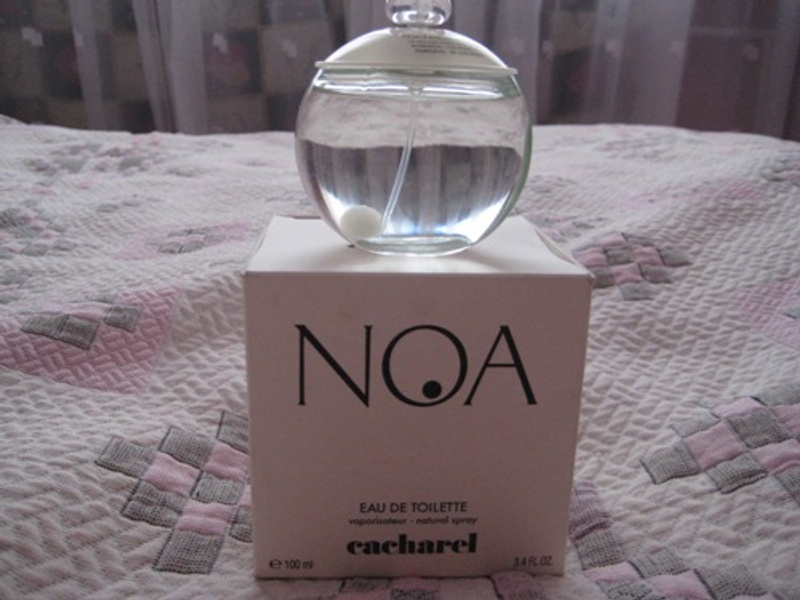 NOA
EAU DE TOILETTE
vaporisateur - natural spray
cacharel
℮ 100 ml 3.4 FL.OZ.